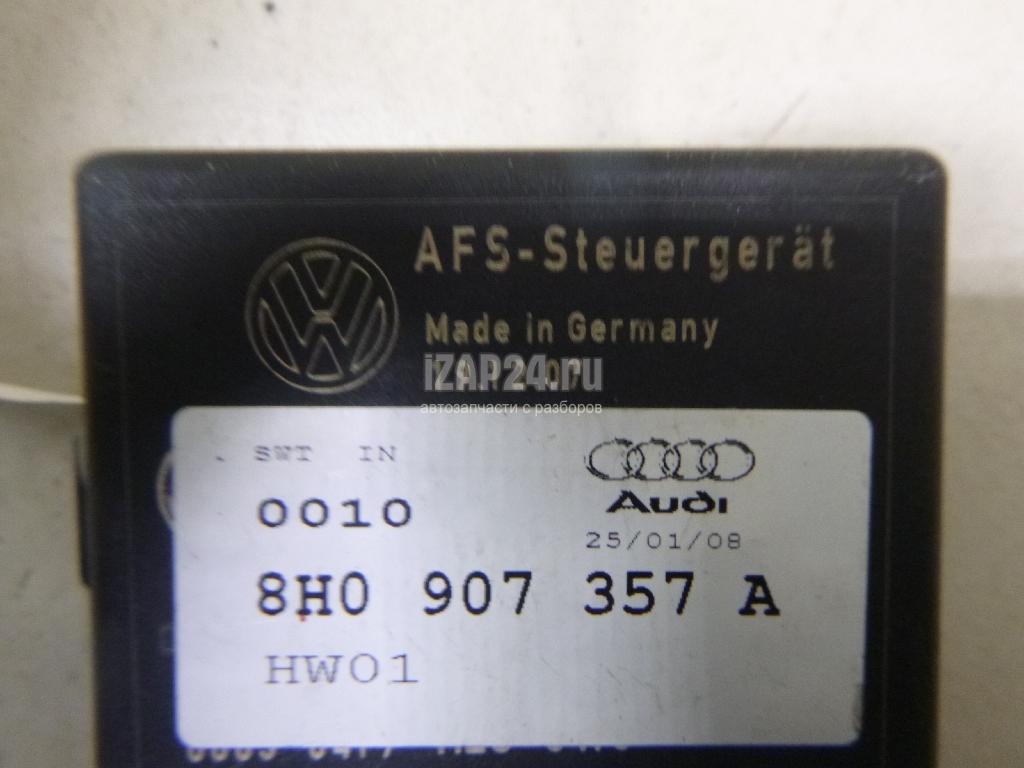 AFS-Steuergerät
Made in Germany
iZAP24.ru
автозапчасти с разборов
SWT IN
0010
Audi
25/01/08
8H0 907 357 A
HW01